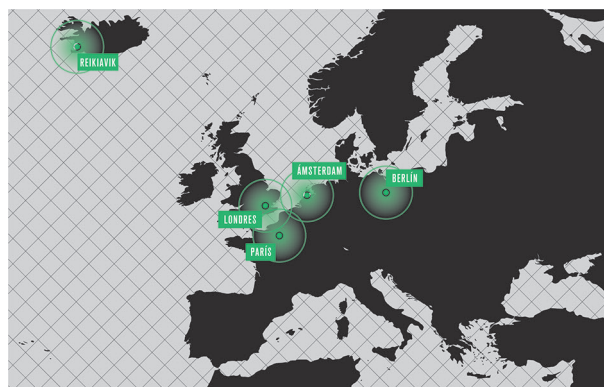 REIKIAVIK
ÁMSTERDAM
BERLÍN
LONDRES
PARÍS